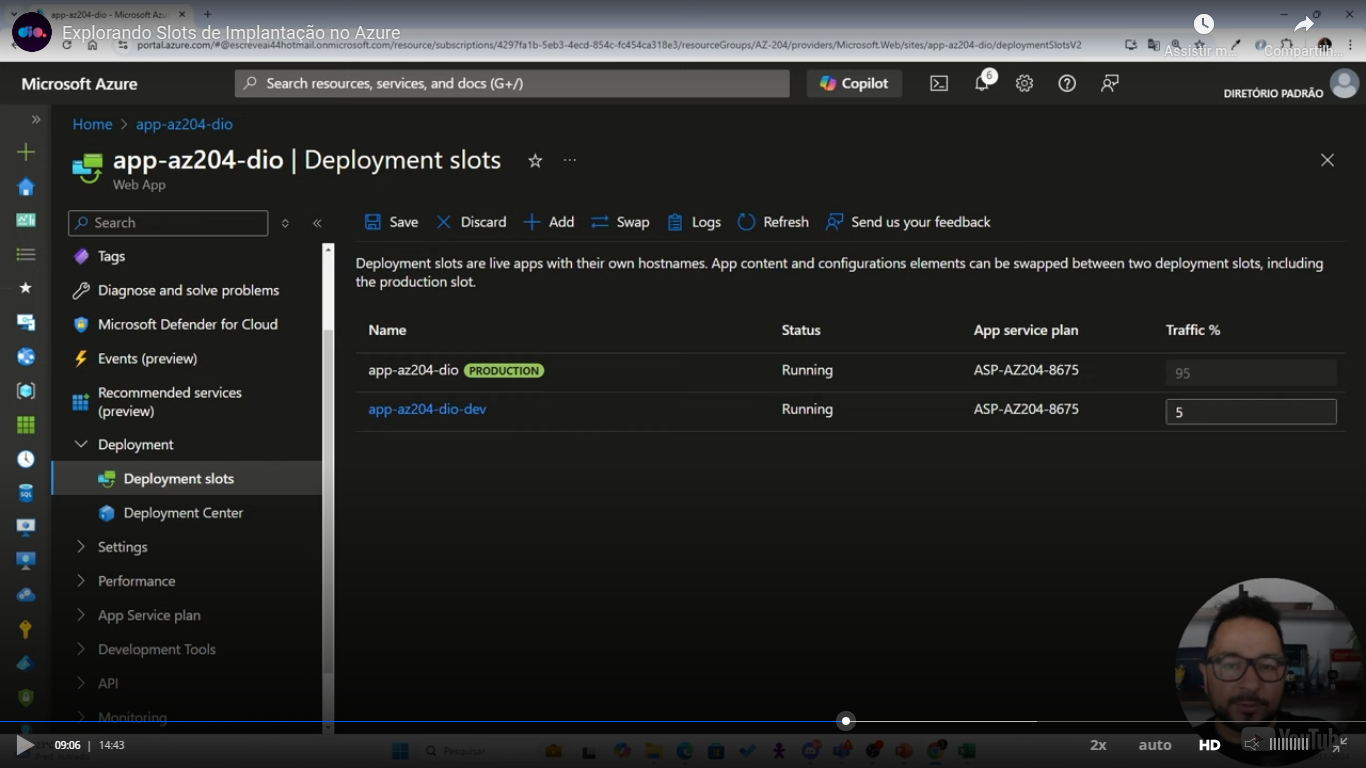 app-az204-dio - Microsoft Azu
dio.
Explorando Slots de Implantação no Azure
portal.azure.com/#@escreveai44hotmail.onmicrosoft.com/resource/subscriptions/4297fa1b-5eb3-4ecd-854c-fc454ca318e3/resourceGroups/AZ-204/providers/Microsoft.Web/sites/app-az204-dio/deploymentSlotsV2
Assistir m...
Compartilh...
Microsoft Azure
Search resources, services, and docs (G+/)
Copilot
6
DIRETÓRIO PADRÃO
Home > app-az204-dio
app-az204-dio | Deployment slots
Web App
Search
Save
Discard
Add
Swap
Logs
Refresh
Send us your feedback
Tags
Diagnose and solve problems
Microsoft Defender for Cloud
Events (preview)
Recommended services
(preview)
Deployment
Deployment slots
Deployment Center
Settings
Performance
App Service plan
Development Tools
API
Monitoring
Deployment slots are live apps with their own hostnames. App content and configurations elements can be swapped between two deployment slots, including
the production slot.
Name Status App service plan Traffic %
app-az204-dio PRODUCTION Running ASP-AZ204-8675 95
app-az204-dio-dev Running ASP-AZ204-8675 5
SQL
09:06 | 14:43
Pesquisar
2x
auto
HD
YouTube